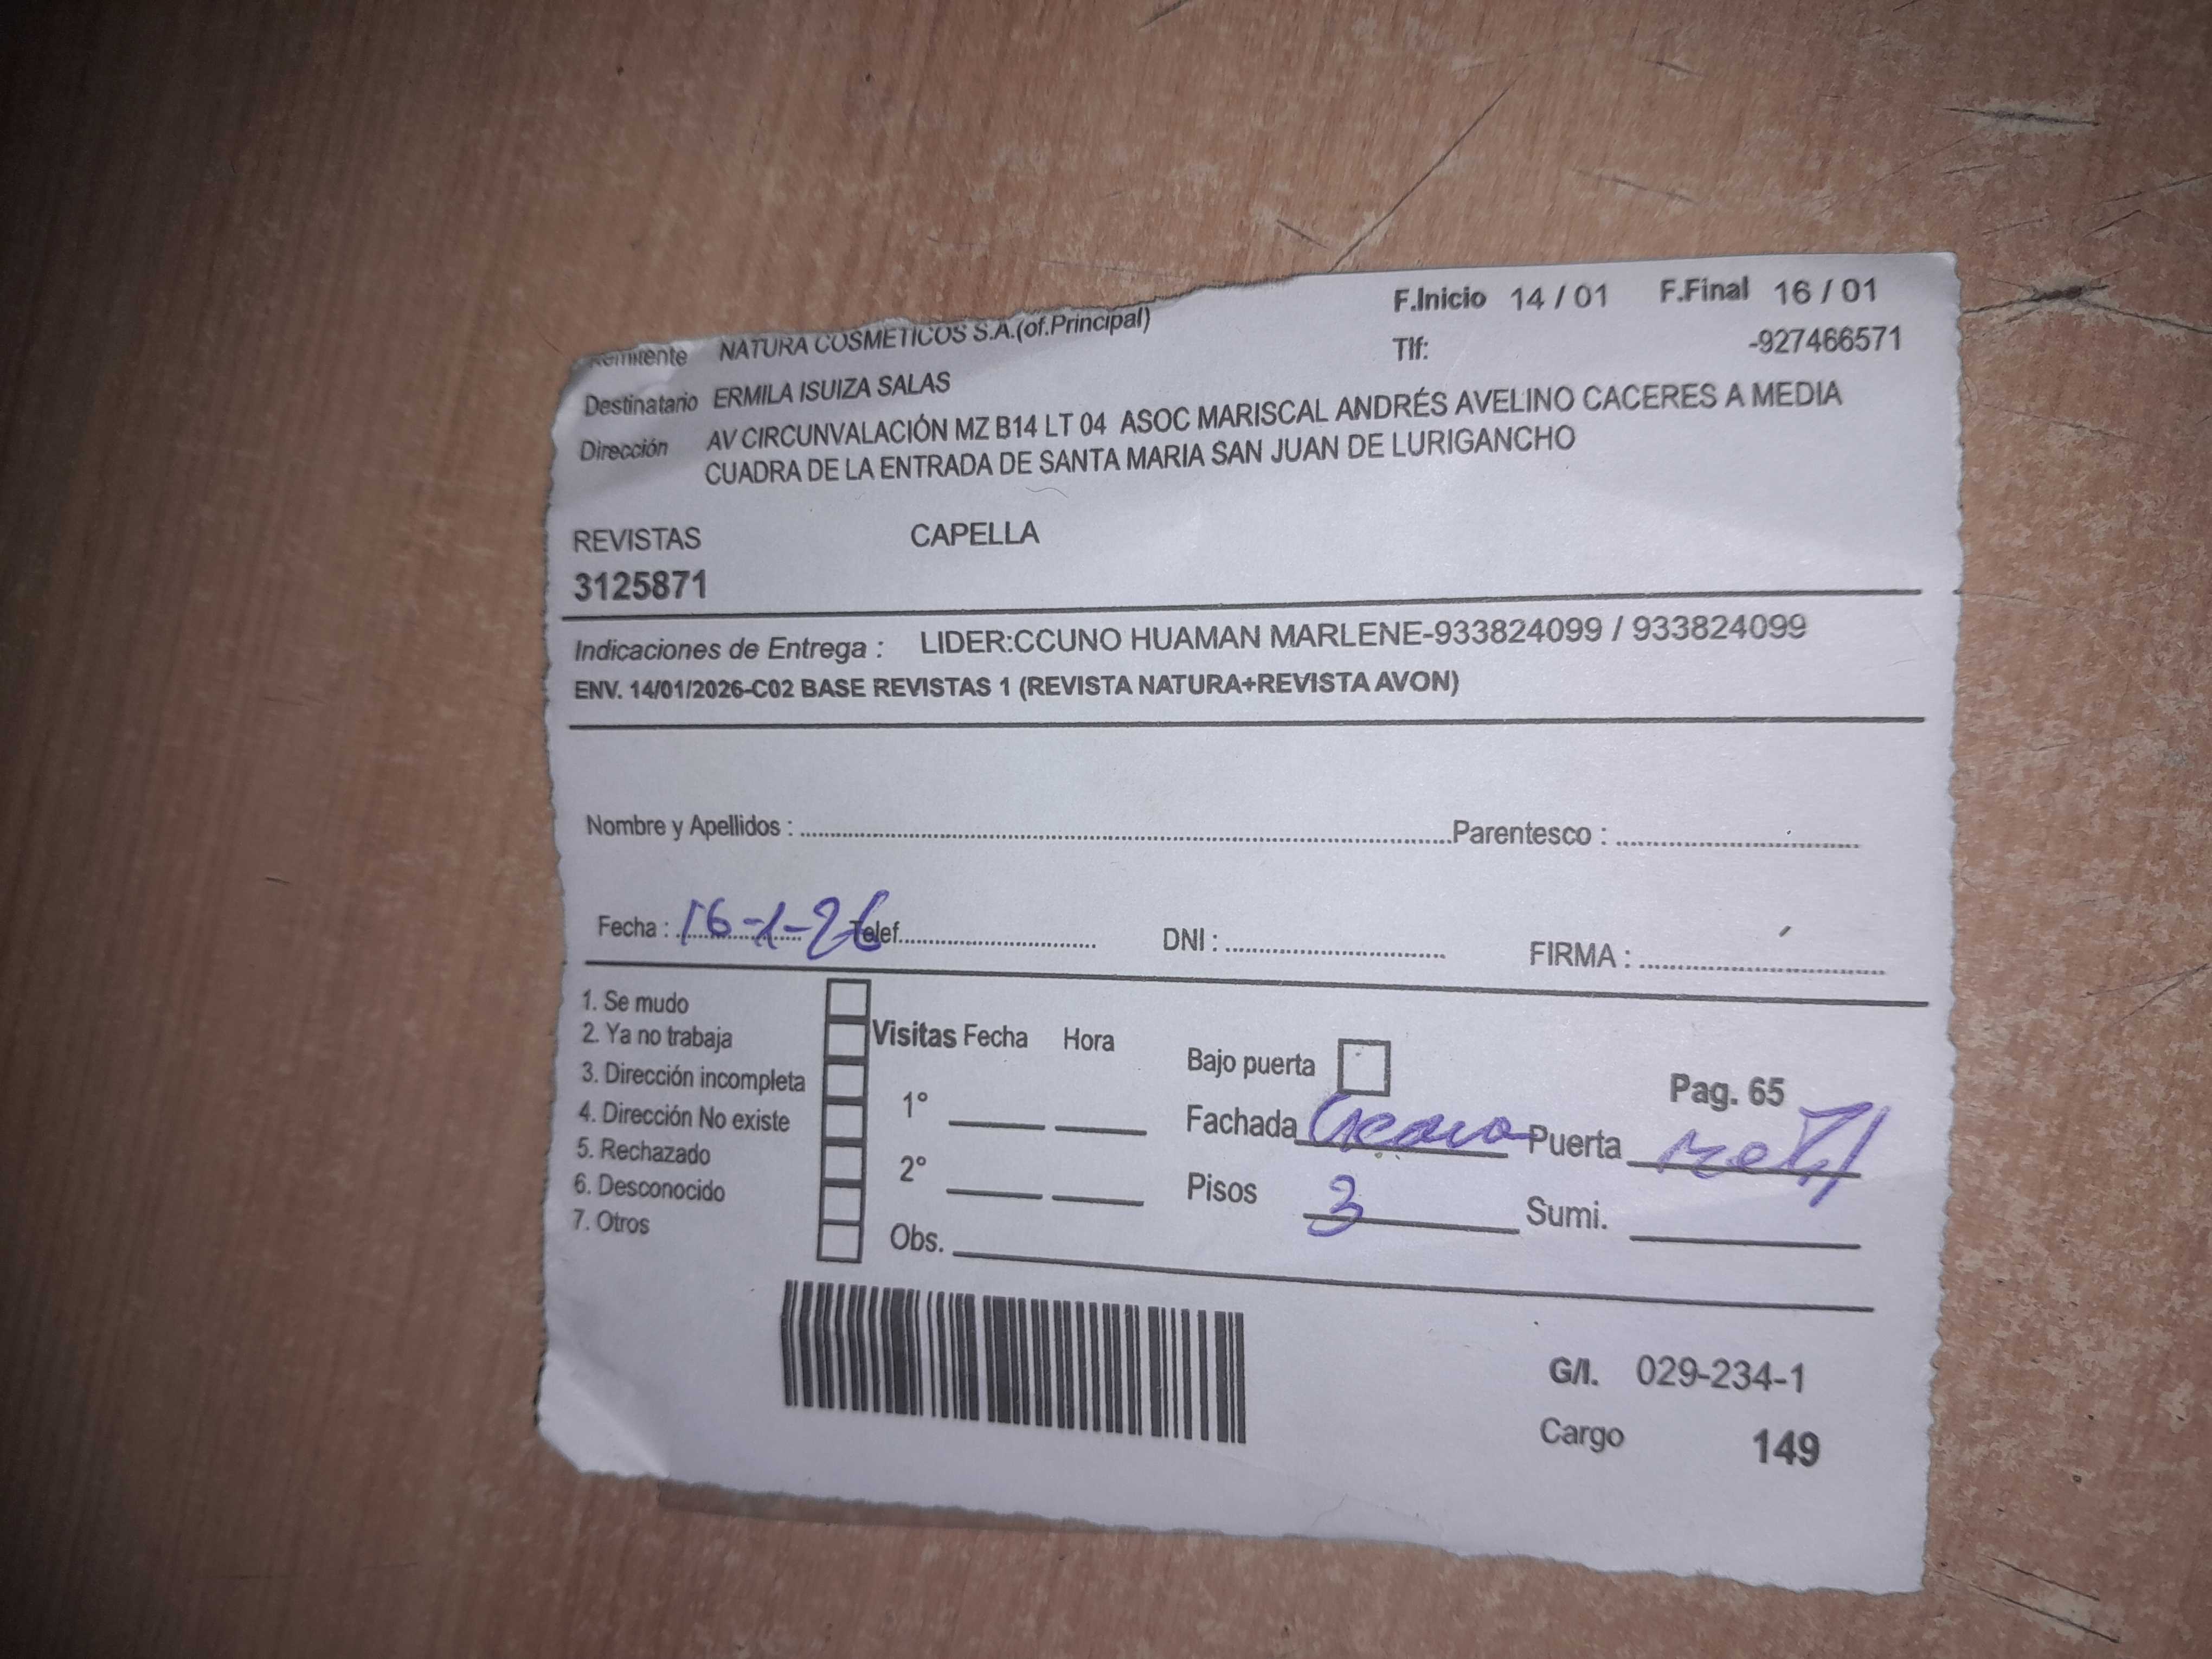 Remitente NATURA COSMETICOS S.A.(of.Principal) F.Inicio 14 / 01 F.Final 16 / 01
Tlf: -927466571
Destinatario ERMILA ISUIZA SALAS
Dirección AV CIRCUNVALACIÓN MZ B14 LT 04 ASOC MARISCAL ANDRÉS AVELINO CACERES A MEDIA
CUADRA DE LA ENTRADA DE SANTA MARIA SAN JUAN DE LURIGANCHO
REVISTAS CAPELLA
3125871
Indicaciones de Entrega : LIDER:CCUNO HUAMAN MARLENE-933824099 / 933824099
ENV. 14/01/2026-C02 BASE REVISTAS 1 (REVISTA NATURA+REVISTA AVON)
Nombre y Apellidos : Parentesco :
Fecha : 16-1-26 Telef. DNI : FIRMA :
1. Se mudo
2. Ya no trabaja
3. Dirección incompleta
4. Dirección No existe
5. Rechazado
6. Desconocido
7. Otros
Visitas Fecha Hora
1°
2°
Obs.
Bajo puerta
Pag. 65
Fachada Puerta
Pisos 3 Sumi.
G/I. 029-234-1
Cargo 149